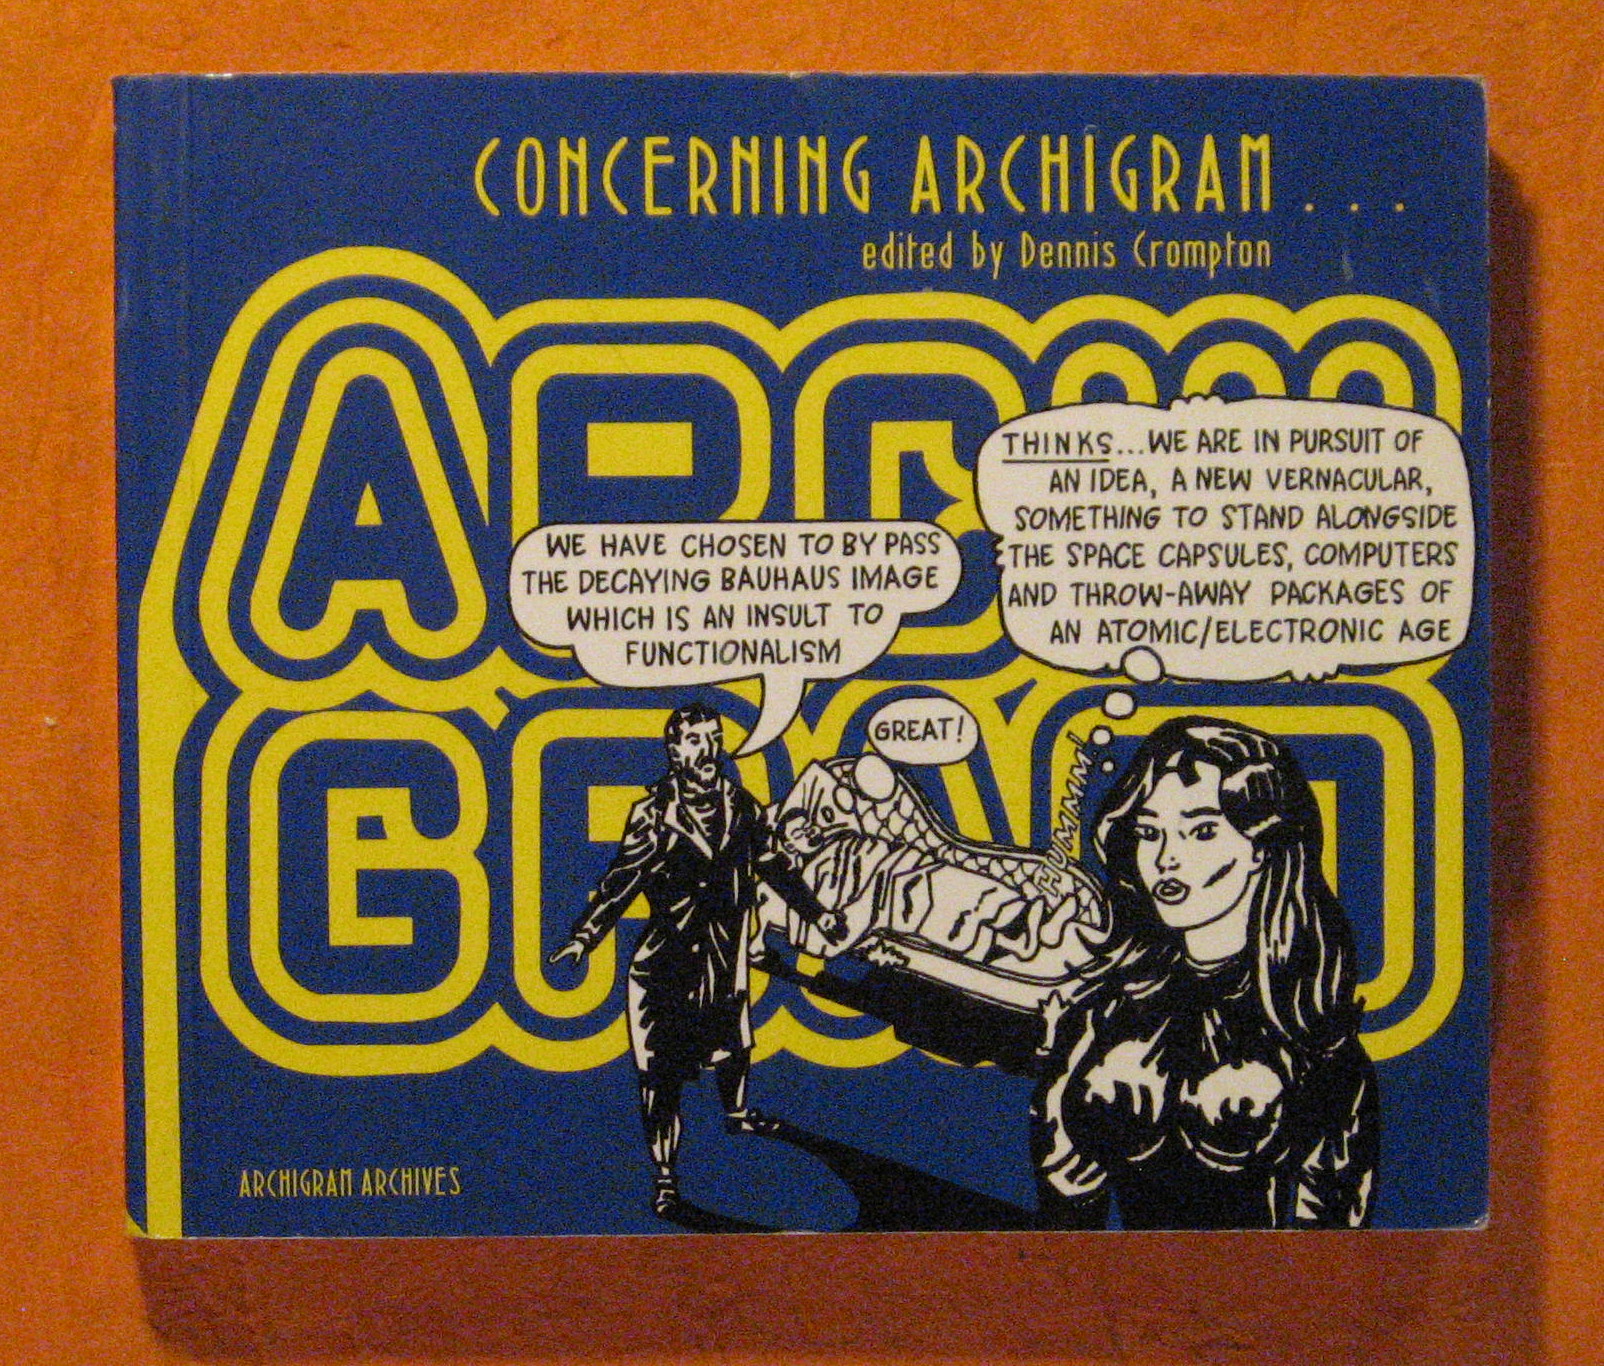 CONCERNING ARCHIGRAM . . .
edited by Dennis Crompton
ARCHI
GRAM
THINKS...WE ARE IN PURSUIT OF
AN IDEA, A NEW VERNACULAR,
SOMETHING TO STAND ALONGSIDE
THE SPACE CAPSULES, COMPUTERS
AND THROW-AWAY PACKAGES OF
AN ATOMIC/ELECTRONIC AGE
WE HAVE CHOSEN TO BY PASS
THE DECAYING BAUHAUS IMAGE
WHICH IS AN INSULT TO
FUNCTIONALISM
GREAT!
HUMMM!
ARCHIGRAM ARCHIVES